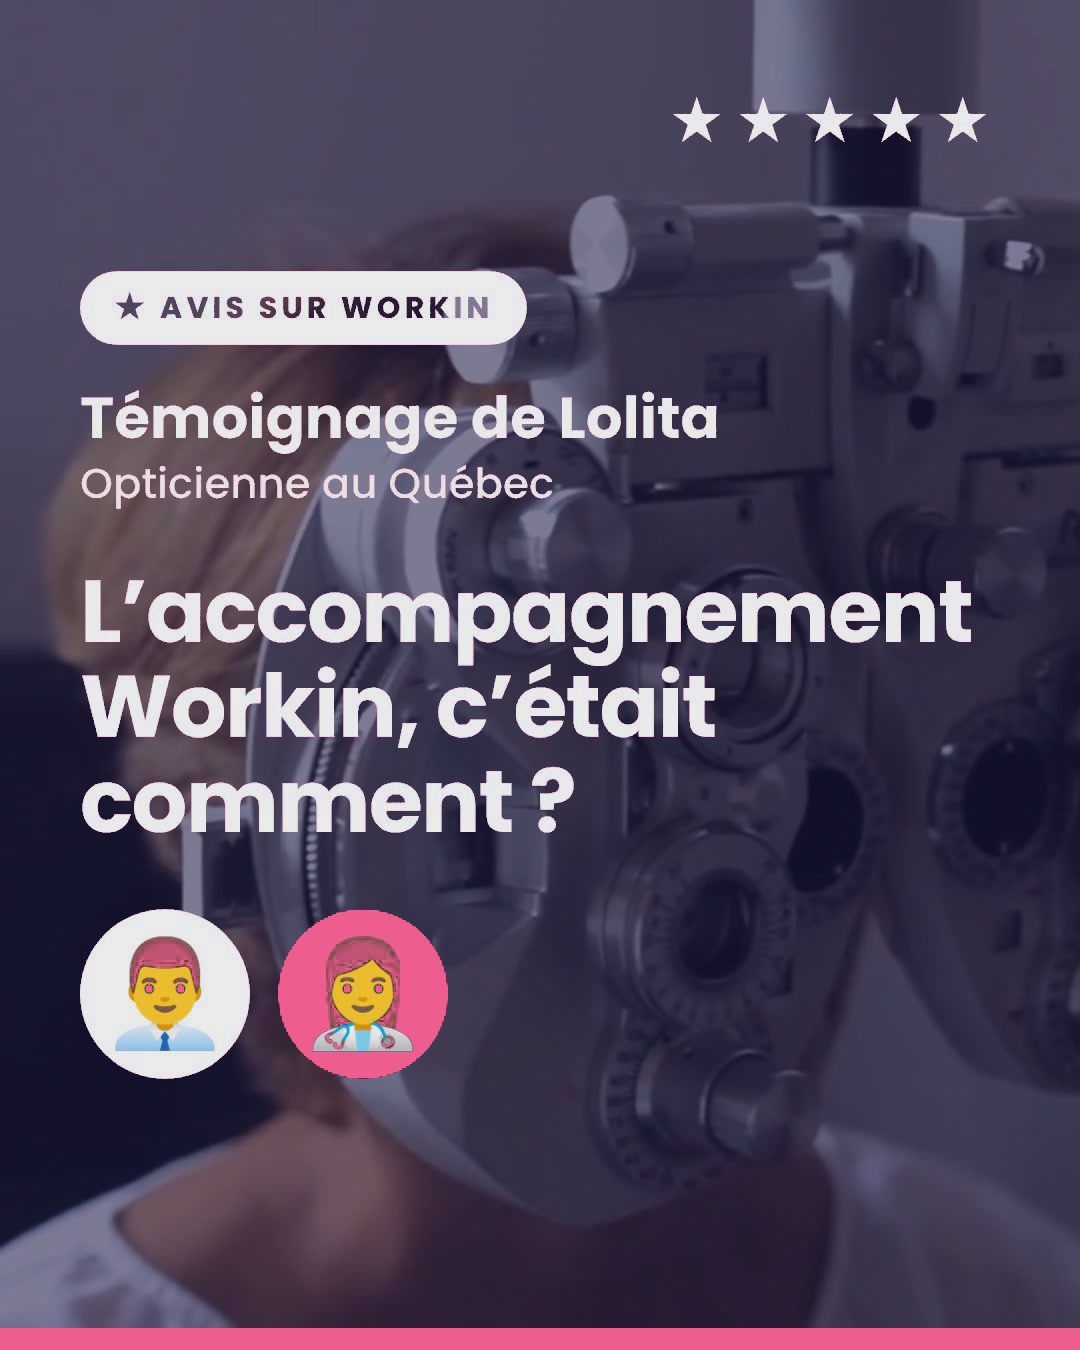 ★★★★★
★ AVIS SUR WORKIN
Témoignage de Lolita
Opticienne au Québec
L’accompagnement
Workin, c’était
comment ?